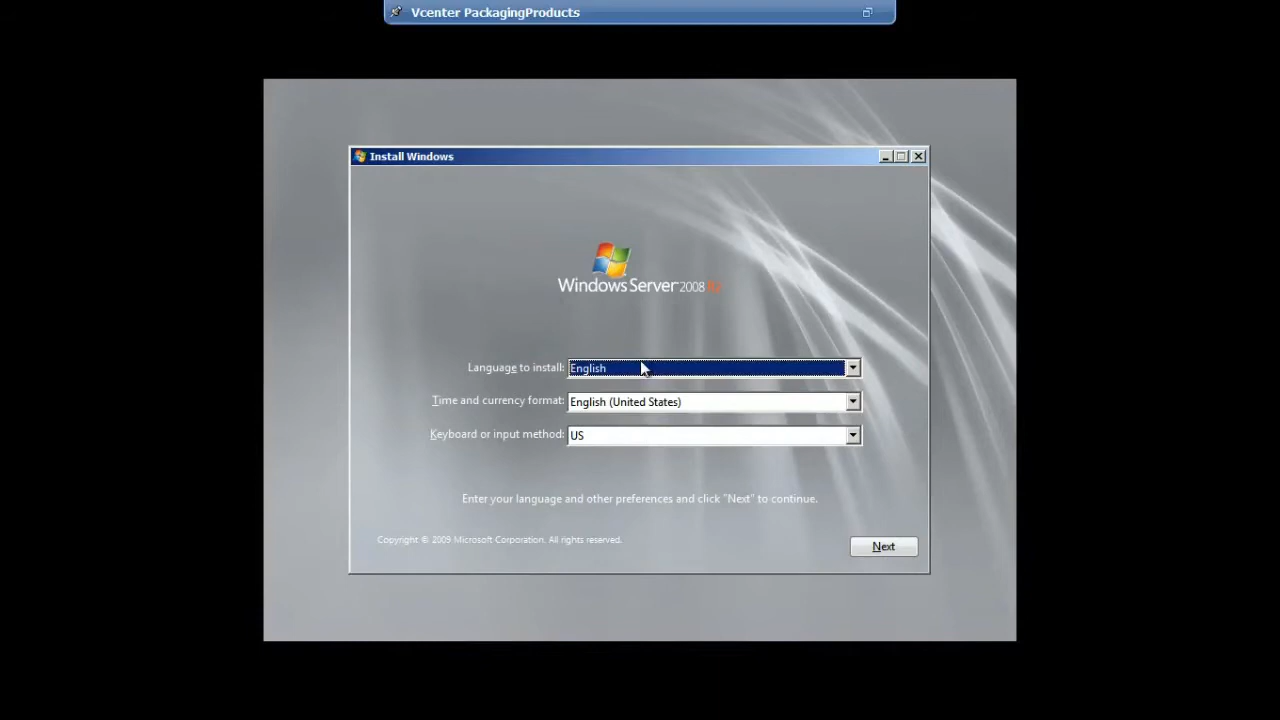 Vcenter PackagingProducts
Install Windows
Windows Server 2008 R2
Language to install: English
Time and currency format: English (United States)
Keyboard or input method: US
Enter your language and other preferences and click "Next" to continue.
Copyright © 2009 Microsoft Corporation. All rights reserved.
Next